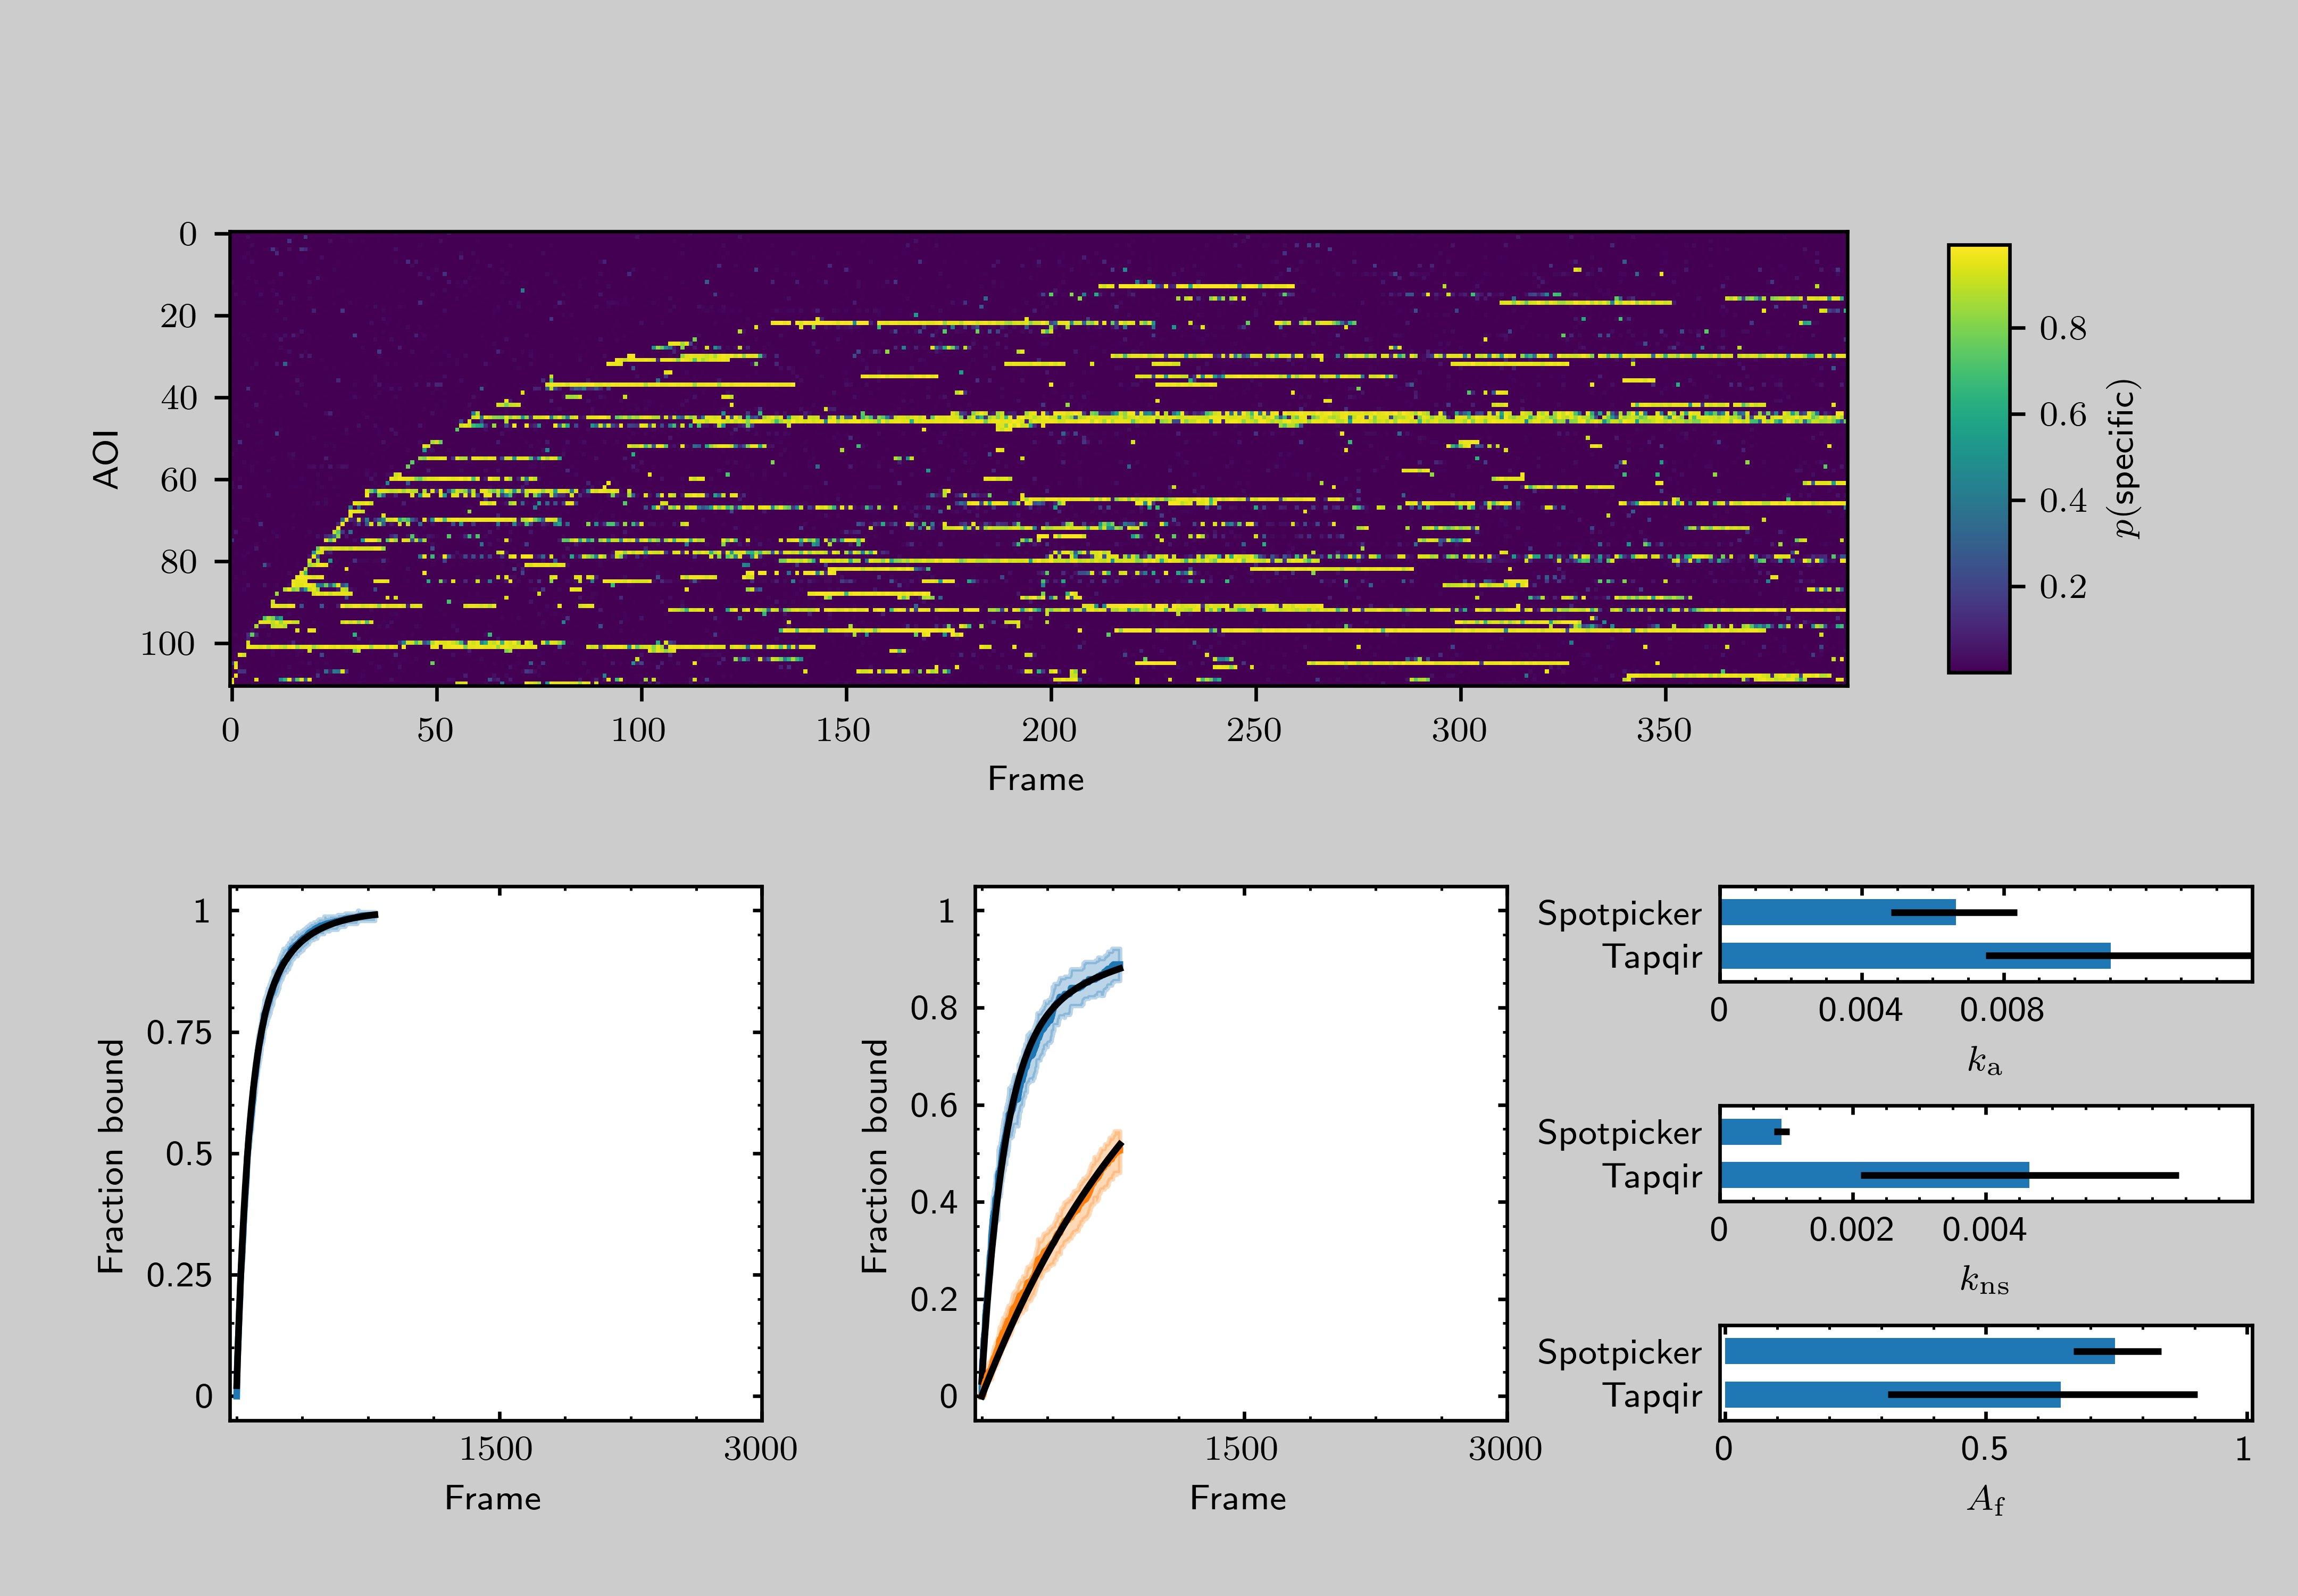 0
20
40
60
80
100
AOI
0 50 100 150 200 250 300 350
Frame
0.8
0.6
0.4
0.2
p(specific)
1
0.75
0.5
0.25
0
Fraction bound
1500 3000
Frame
1
0.8
0.6
0.4
0.2
0
Fraction bound
1500 3000
Frame
Spotpicker
Tapqir
0 0.004 0.008
k_a
Spotpicker
Tapqir
0 0.002 0.004
k_ns
Spotpicker
Tapqir
0 0.5 1
A_f